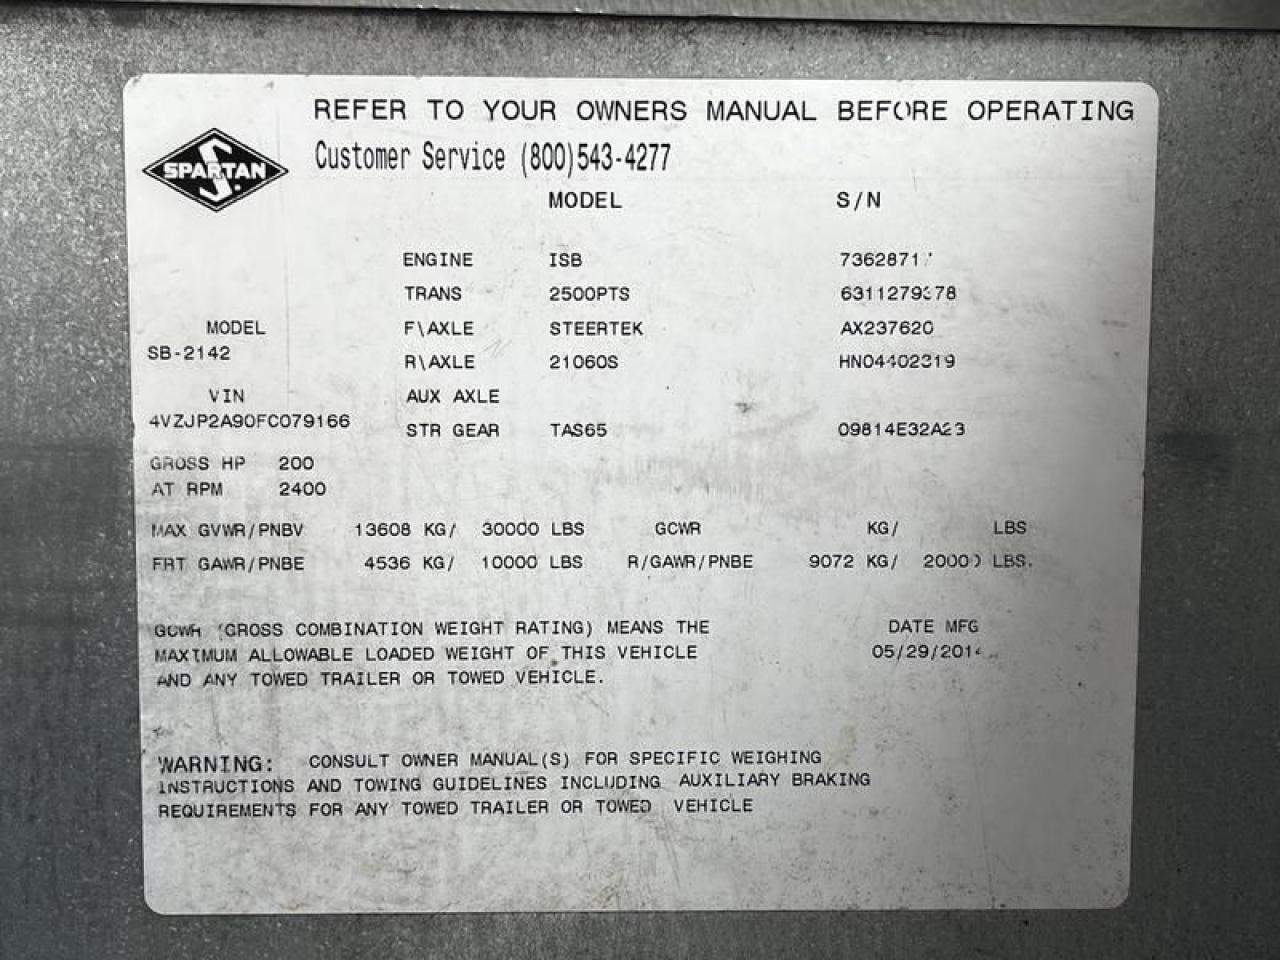 REFER TO YOUR OWNERS MANUAL BEFORE OPERATING
SPARTAN
Customer Service (800)543-4277
MODEL S/N
ENGINE ISB
TRANS 2500PTS
MODEL F\AXLE STEERTEK AX237620
SB-2142 R\AXLE 21060S HN04402319
VIN AUX AXLE
4VZJP2A90FC079166
STR GEAR TAS65 09814E32A23
GROSS HP 200
AT RPM 2400
MAX GVWR/PNBV 13608 KG/ 30000 LBS GCWR KG/ LBS
FRT GAWR/PNBE 4536 KG/ 10000 LBS R/GAWR/PNBE 9072 KG/ 20000 LBS.
GCWR (GROSS COMBINATION WEIGHT RATING) MEANS THE DATE MFG
MAXIMUM ALLOWABLE LOADED WEIGHT OF THIS VEHICLE 05/29/2014
AND ANY TOWED TRAILER OR TOWED VEHICLE.
WARNING: CONSULT OWNER MANUAL(S) FOR SPECIFIC WEIGHING
INSTRUCTIONS AND TOWING GUIDELINES INCLUDING AUXILIARY BRAKING
REQUIREMENTS FOR ANY TOWED TRAILER OR TOWED VEHICLE